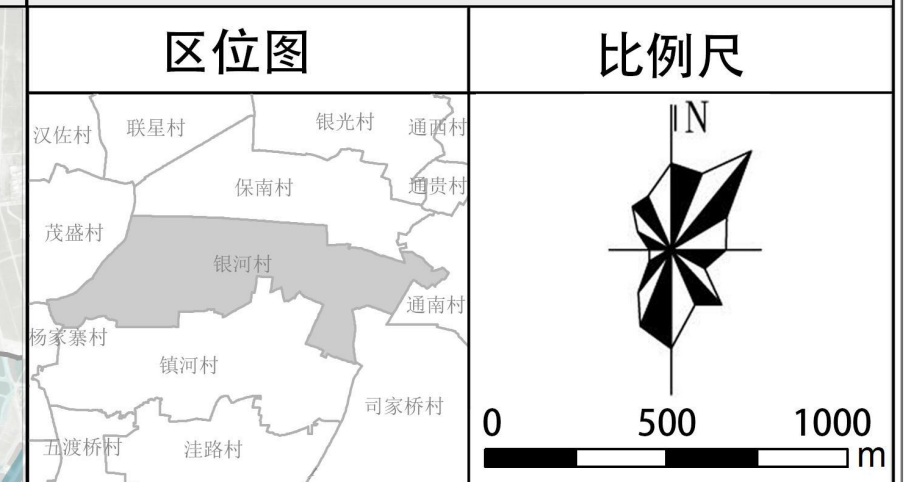 区位图
比例尺
汉佐村
联星村
银光村
通西村
保南村
通贵村
茂盛村
银河村
通南村
杨家寨村
镇河村
司家桥村
五渡桥村
洼路村
N
0 500 1000
m